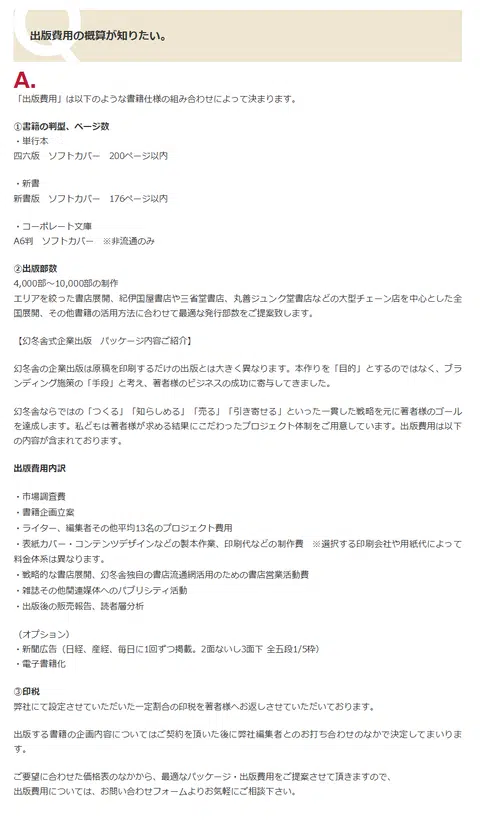 Q
出版費用の概算が知りたい。
A.
「出版費用」は以下のような書籍仕様の組み合わせによって決まります。
①書籍の判型、ページ数
・単行本
四六版　ソフトカバー　200ページ以内
・新書
新書版　ソフトカバー　176ページ以内
・コーポレート文庫
A6判　ソフトカバー　※非流通のみ
②出版部数
4,000部～10,000部の制作
エリアを絞った書店展開、紀伊国屋書店や三省堂書店、丸善ジュンク堂書店などの大型チェーン店を中心とした全
国展開、その他書籍の活用方法に合わせて最適な発行部数をご提案致します。
【幻冬舎式企業出版　パッケージ内容ご紹介】
幻冬舎の企業出版は原稿を印刷するだけの出版とは大きく異なります。本作りを「目的」とするのではなく、ブラ
ンディング施策の「手段」と考え、著者様のビジネスの成功に寄与してきました。
幻冬舎ならではの「つくる」「知らしめる」「売る」「引き寄せる」といった一貫した戦略を元に著者様のゴール
を達成します。私どもは著者様が求める結果にこだわったプロジェクト体制をご用意しています。出版費用は以下
の内容が含まれております。
出版費用内訳
・市場調査費
・書籍企画立案
・ライター、編集者その他平均13名のプロジェクト費用
・表紙カバー・コンテンツデザインなどの製本作業、印刷代などの制作費　※選択する印刷会社や用紙代によって
料金体系は異なります。
・戦略的な書店展開、幻冬舎独自の書店流通網活用のための書店営業活動費
・雑誌その他関連媒体へのパブリシティ活動
・出版後の販売報告、読者層分析
（オプション）
・新聞広告（日経、産経、毎日に1回ずつ掲載。2面ないし3面下 全五段1/5枠）
・電子書籍化
③印税
弊社にて設定させていただいた一定割合の印税を著者様へお返しさせていただいております。
出版する書籍の企画内容についてはご契約を頂いた後に弊社編集者とのお打ち合わせのなかで決定してまいりま
す。
ご要望に合わせた価格表のなかから、最適なパッケージ・出版費用をご提案させて頂きますので、
出版費用については、お問い合わせフォームよりお気軽にご相談下さい。